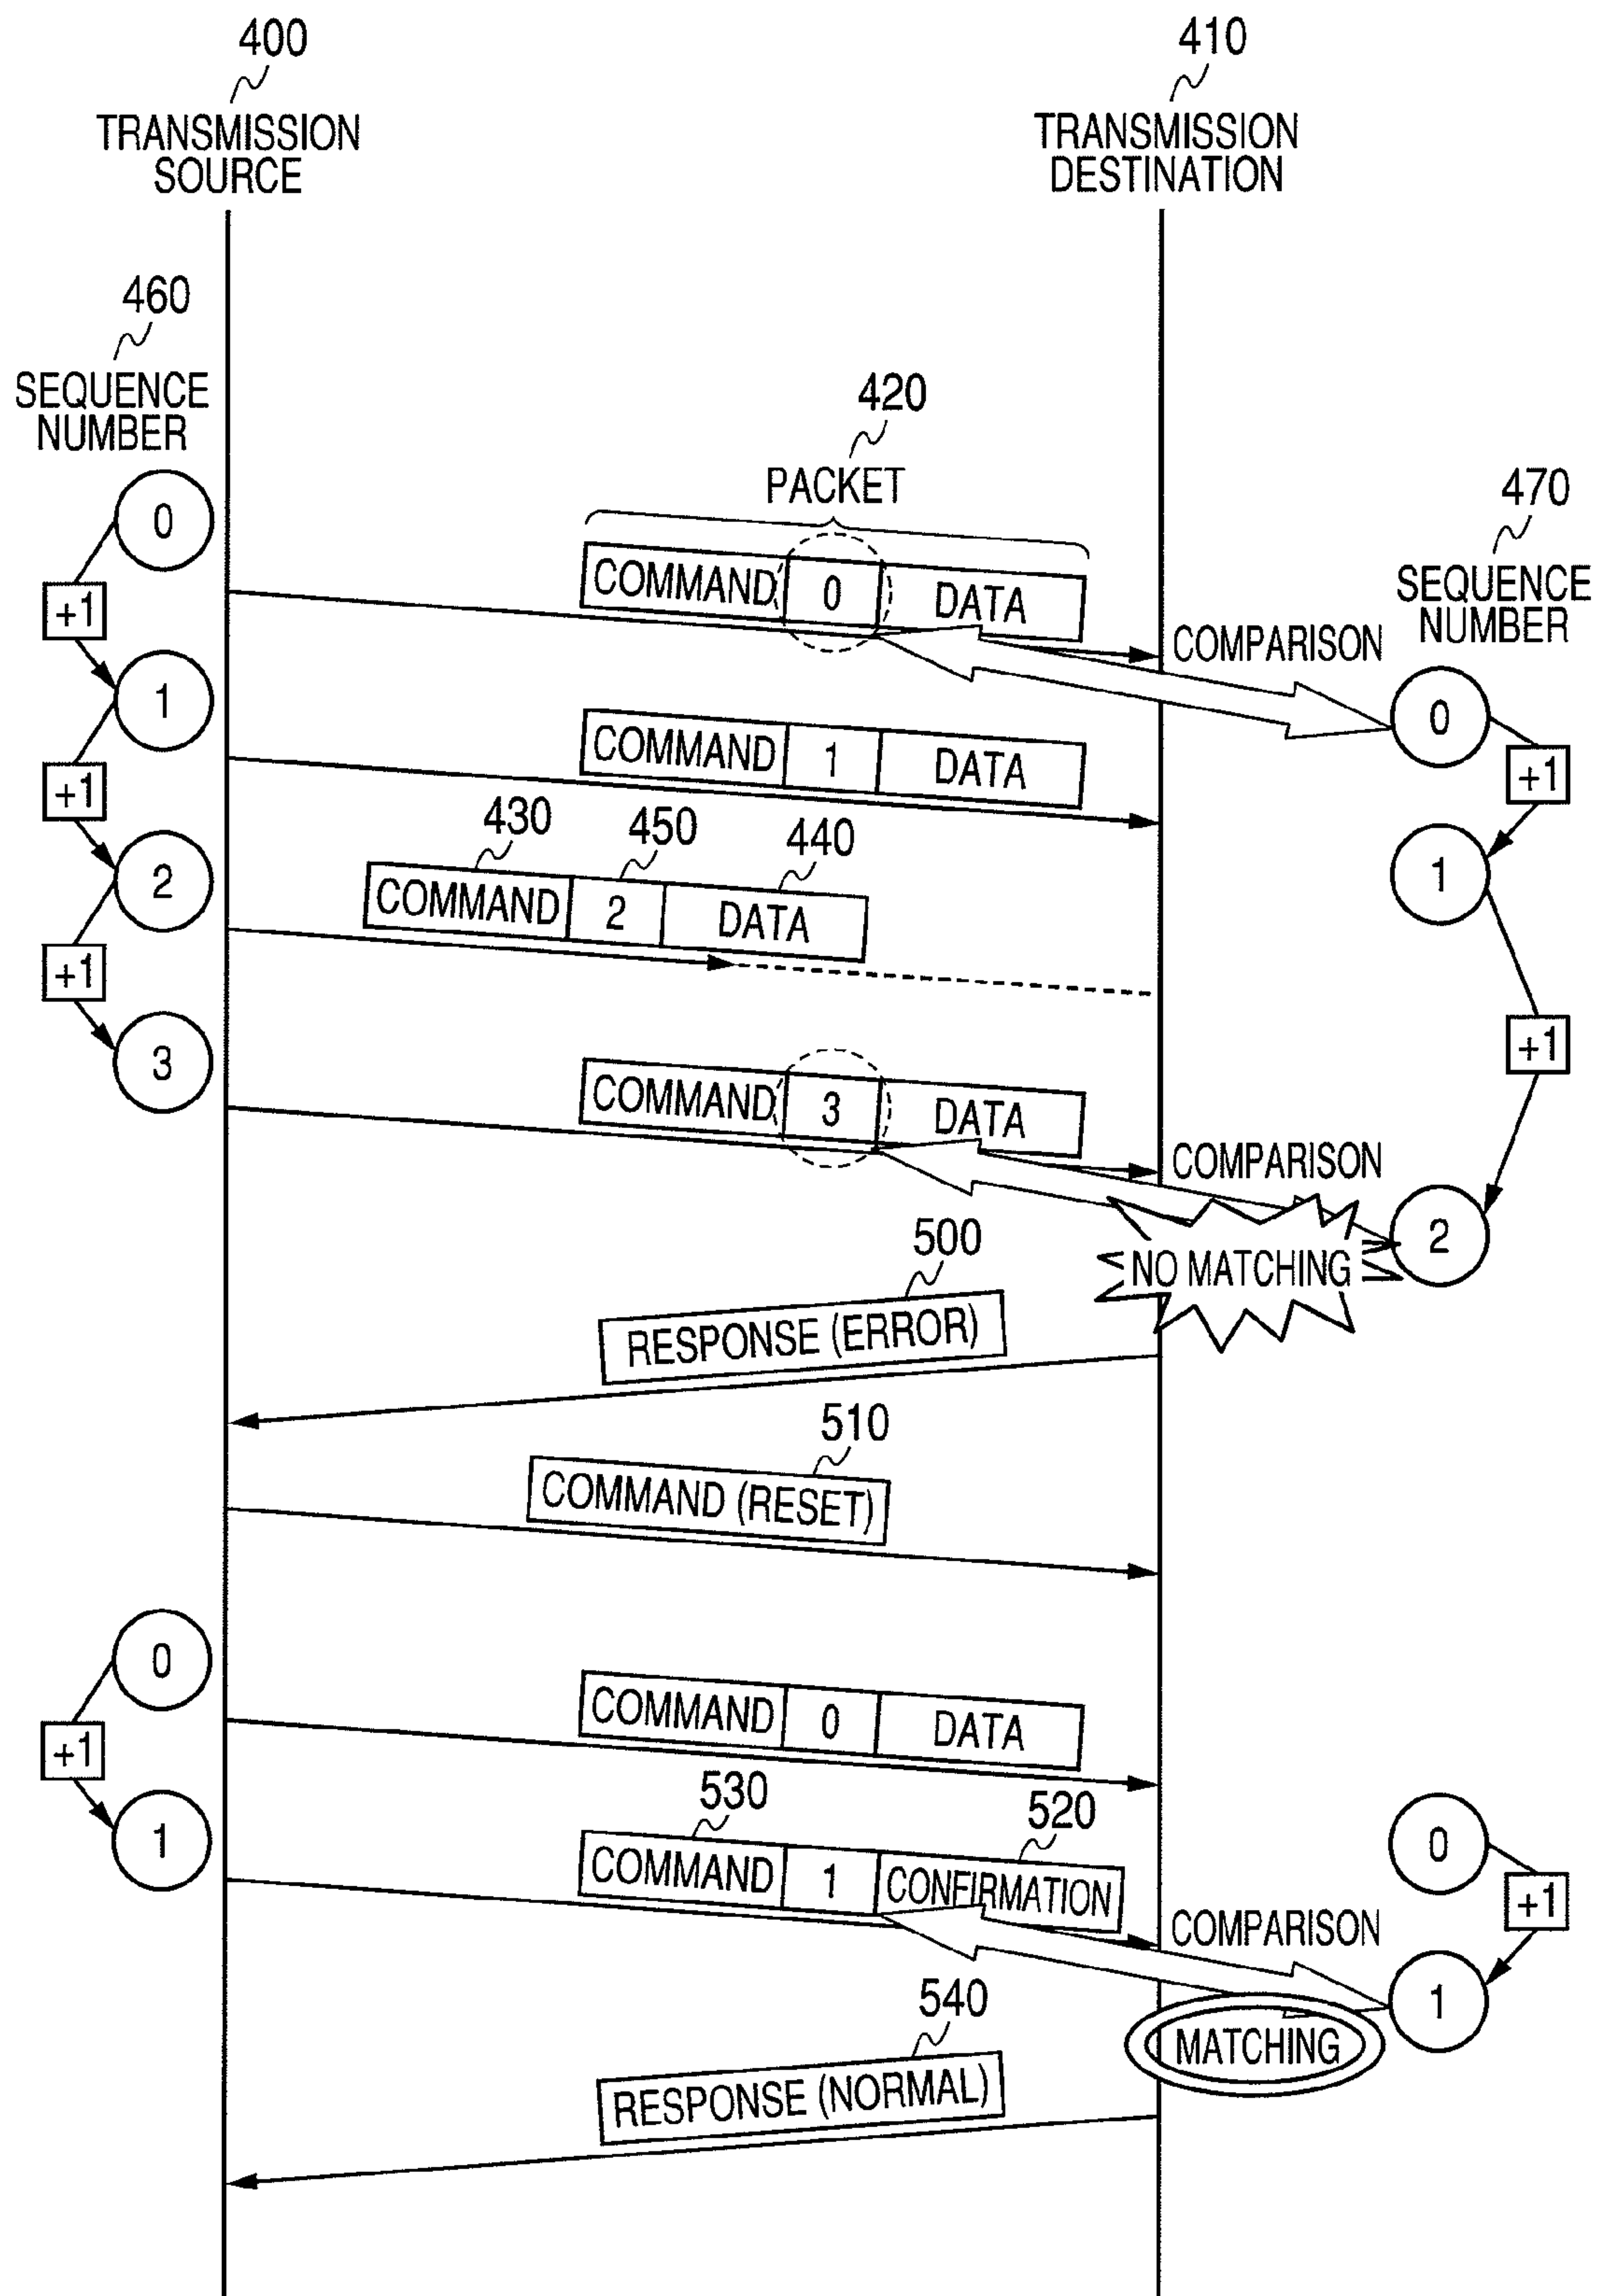 400
410
TRANSMISSION
SOURCE
TRANSMISSION
DESTINATION
460
SEQUENCE
NUMBER
420
PACKET
470
SEQUENCE
NUMBER
0
COMMAND 0 DATA
+1
COMPARISON
1
0
COMMAND 1 DATA
+1
+1
430 450 440
2
1
COMMAND 2 DATA
+1
3
+1
COMMAND 3 DATA
COMPARISON
2
NO MATCHING
500
RESPONSE (ERROR)
510
COMMAND (RESET)
0
COMMAND 0 DATA
+1
530 520
1
0
COMMAND 1 CONFIRMATION
+1
COMPARISON
1
540
MATCHING
RESPONSE (NORMAL)